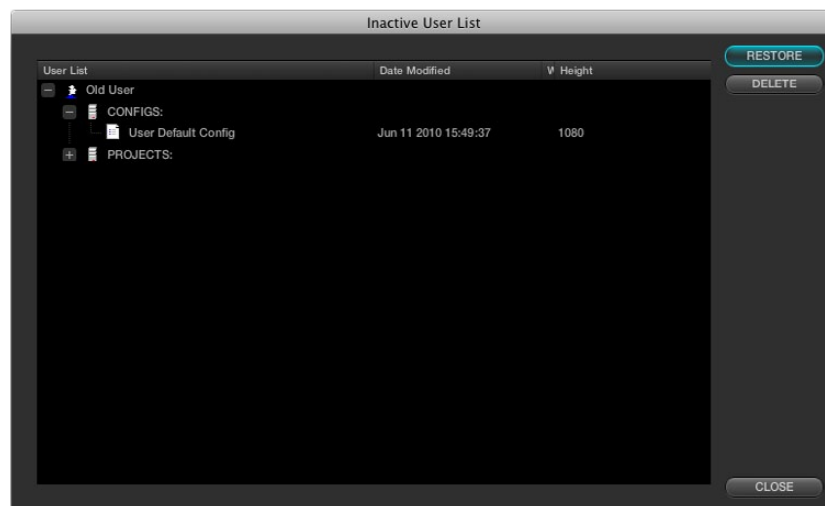 Inactive User List
RESTORE
DELETE
User List Date Modified W Height
Old User
CONFIGS:
User Default Config Jun 11 2010 15:49:37 1080
PROJECTS:
CLOSE